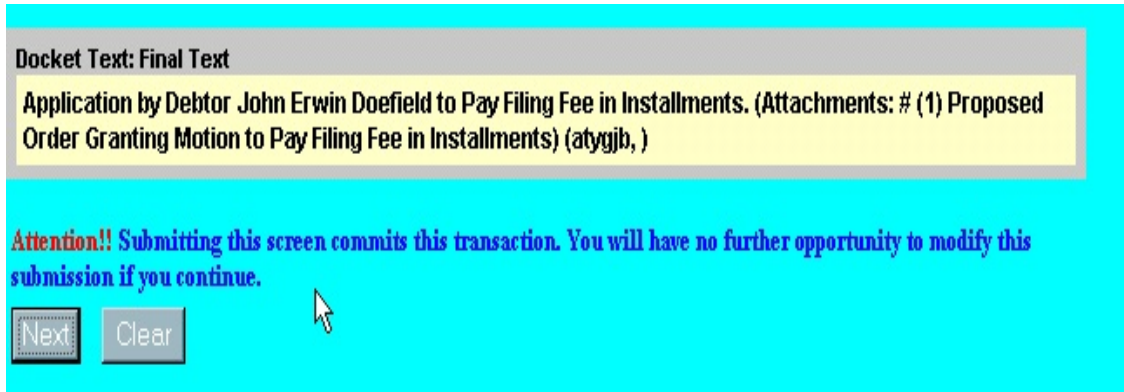 Docket Text: Final Text
Application by Debtor John Erwin Doefield to Pay Filing Fee in Installments. (Attachments: # (1) Proposed
Order Granting Motion to Pay Filing Fee in Installments) (atygjb, )
Attention!! Submitting this screen commits this transaction. You will have no further opportunity to modify this
submission if you continue.
Next Clear